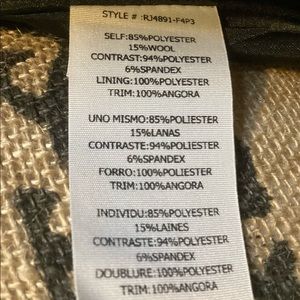 STYLE # :RJ4891-F4P3
SELF:85%POLYESTER
15%WOOL
CONTRAST:94%POLYESTER
6%SPANDEX
LINING:100%POLYESTER
TRIM:100%ANGORA
UNO MISMO:85%POLIESTER
15%LANAS
CONTRASTE:94%POLIESTER
6%SPANDEX
FORRO:100%POLIESTER
TRIM:100%ANGORA
INDIVIDU:85%POLYESTER
15%LAINES
CONTRASTE:94%POLYESTER
6%SPANDEX
DOUBLURE:100%POLYESTER
TRIM:100%ANGORA